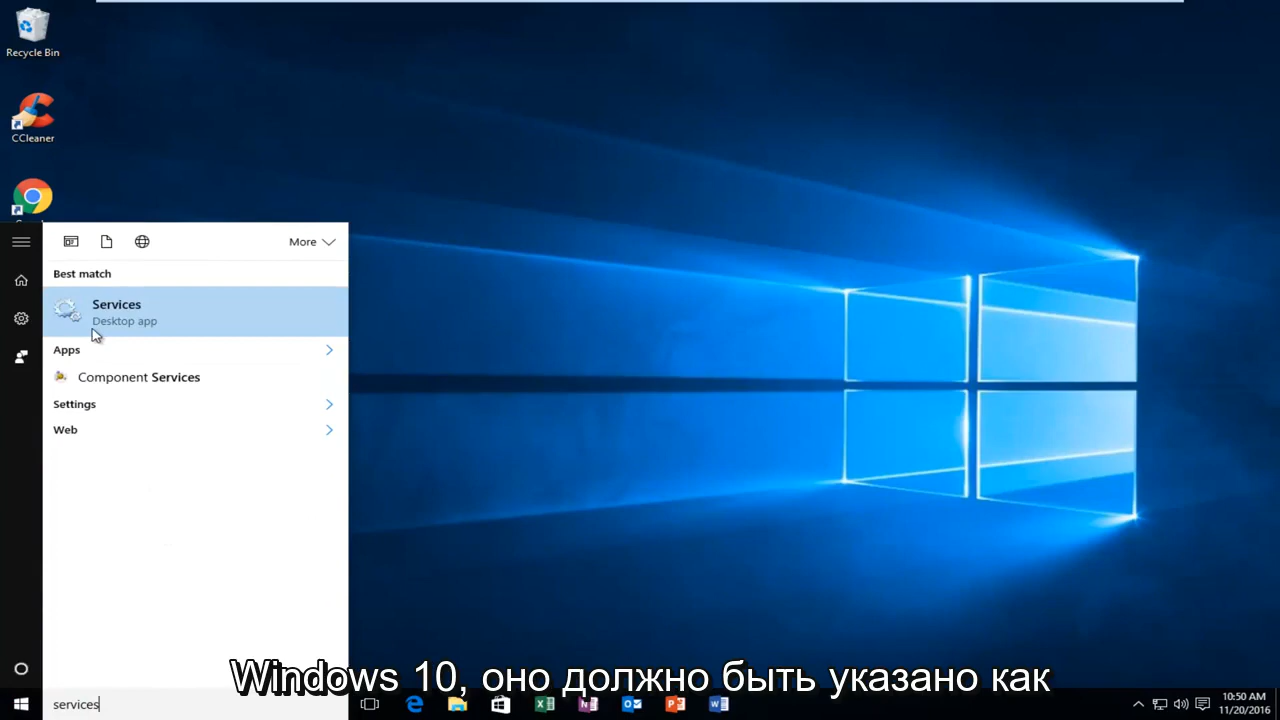 Recycle Bin
CCleaner
More
Best match
Services
Desktop app
Apps
Component Services
Settings
Web
Windows 10, оно должно быть указано как
services
10:50 AM
11/20/2016